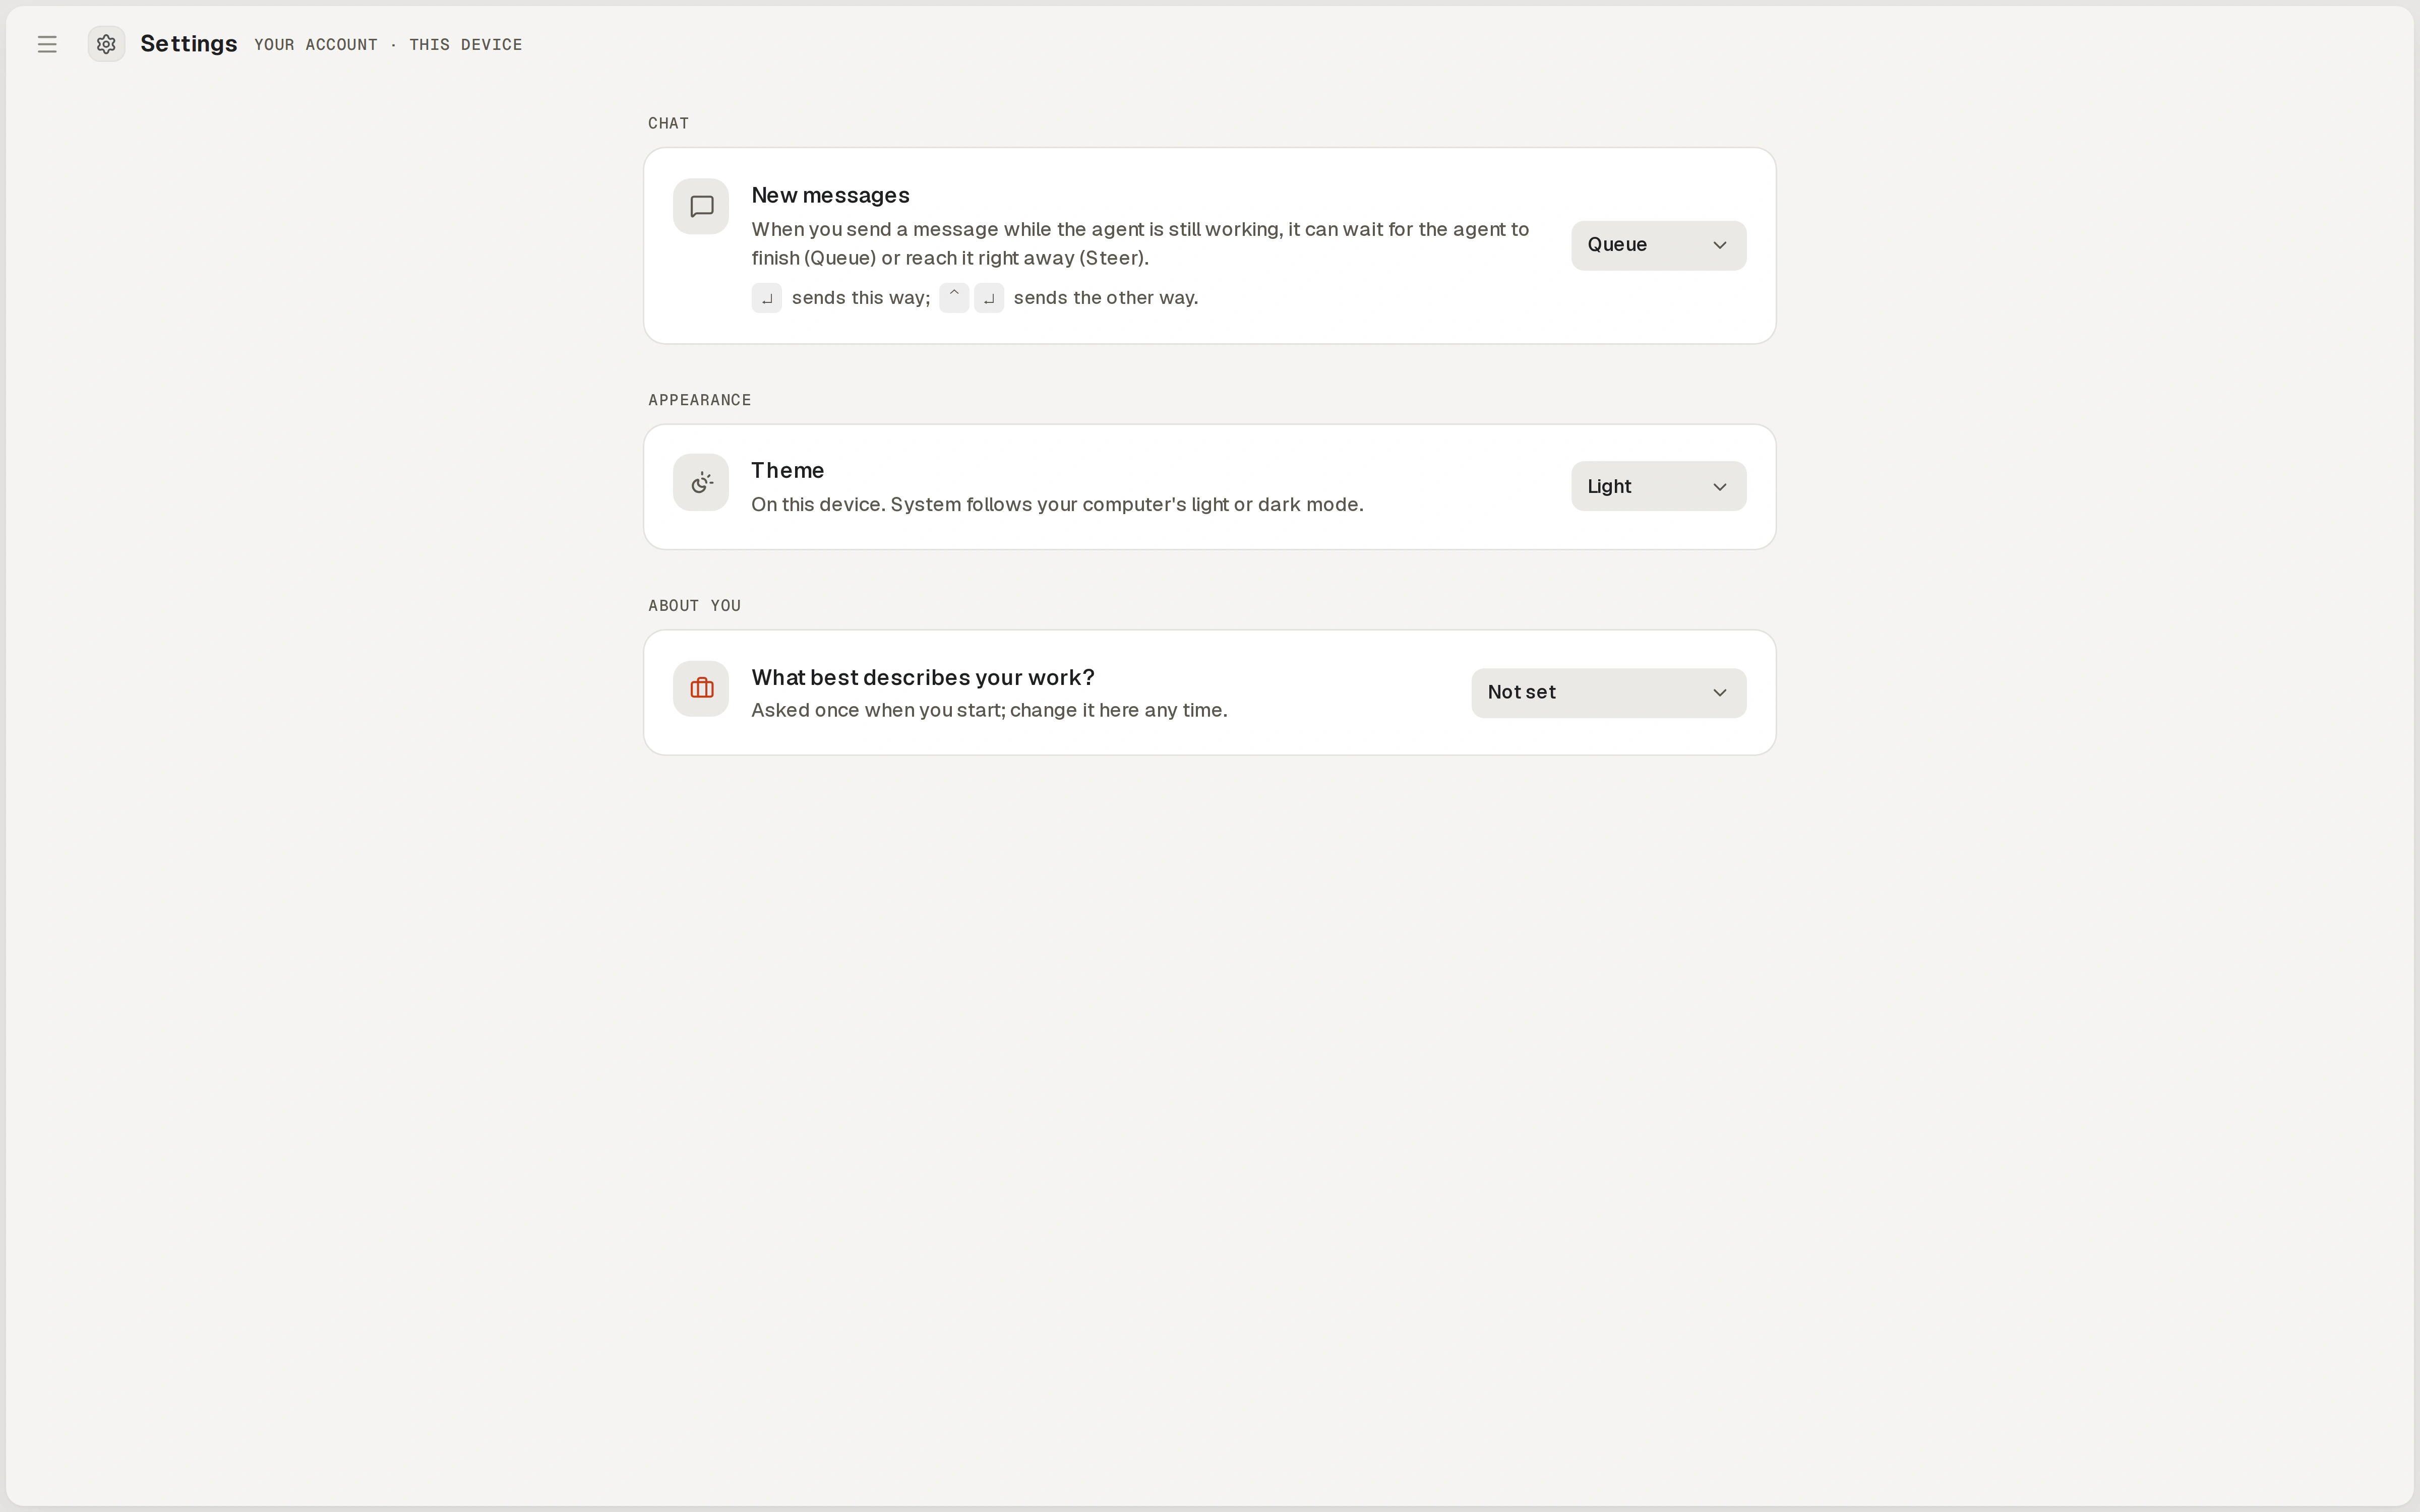 Settings YOUR ACCOUNT · THIS DEVICE
CHAT
New messages
When you send a message while the agent is still working, it can wait for the agent to
finish (Queue) or reach it right away (Steer).
Queue
↵ sends this way; ^ ↵ sends the other way.
APPEARANCE
Theme
On this device. System follows your computer's light or dark mode.
Light
ABOUT YOU
What best describes your work?
Asked once when you start; change it here any time.
Not set